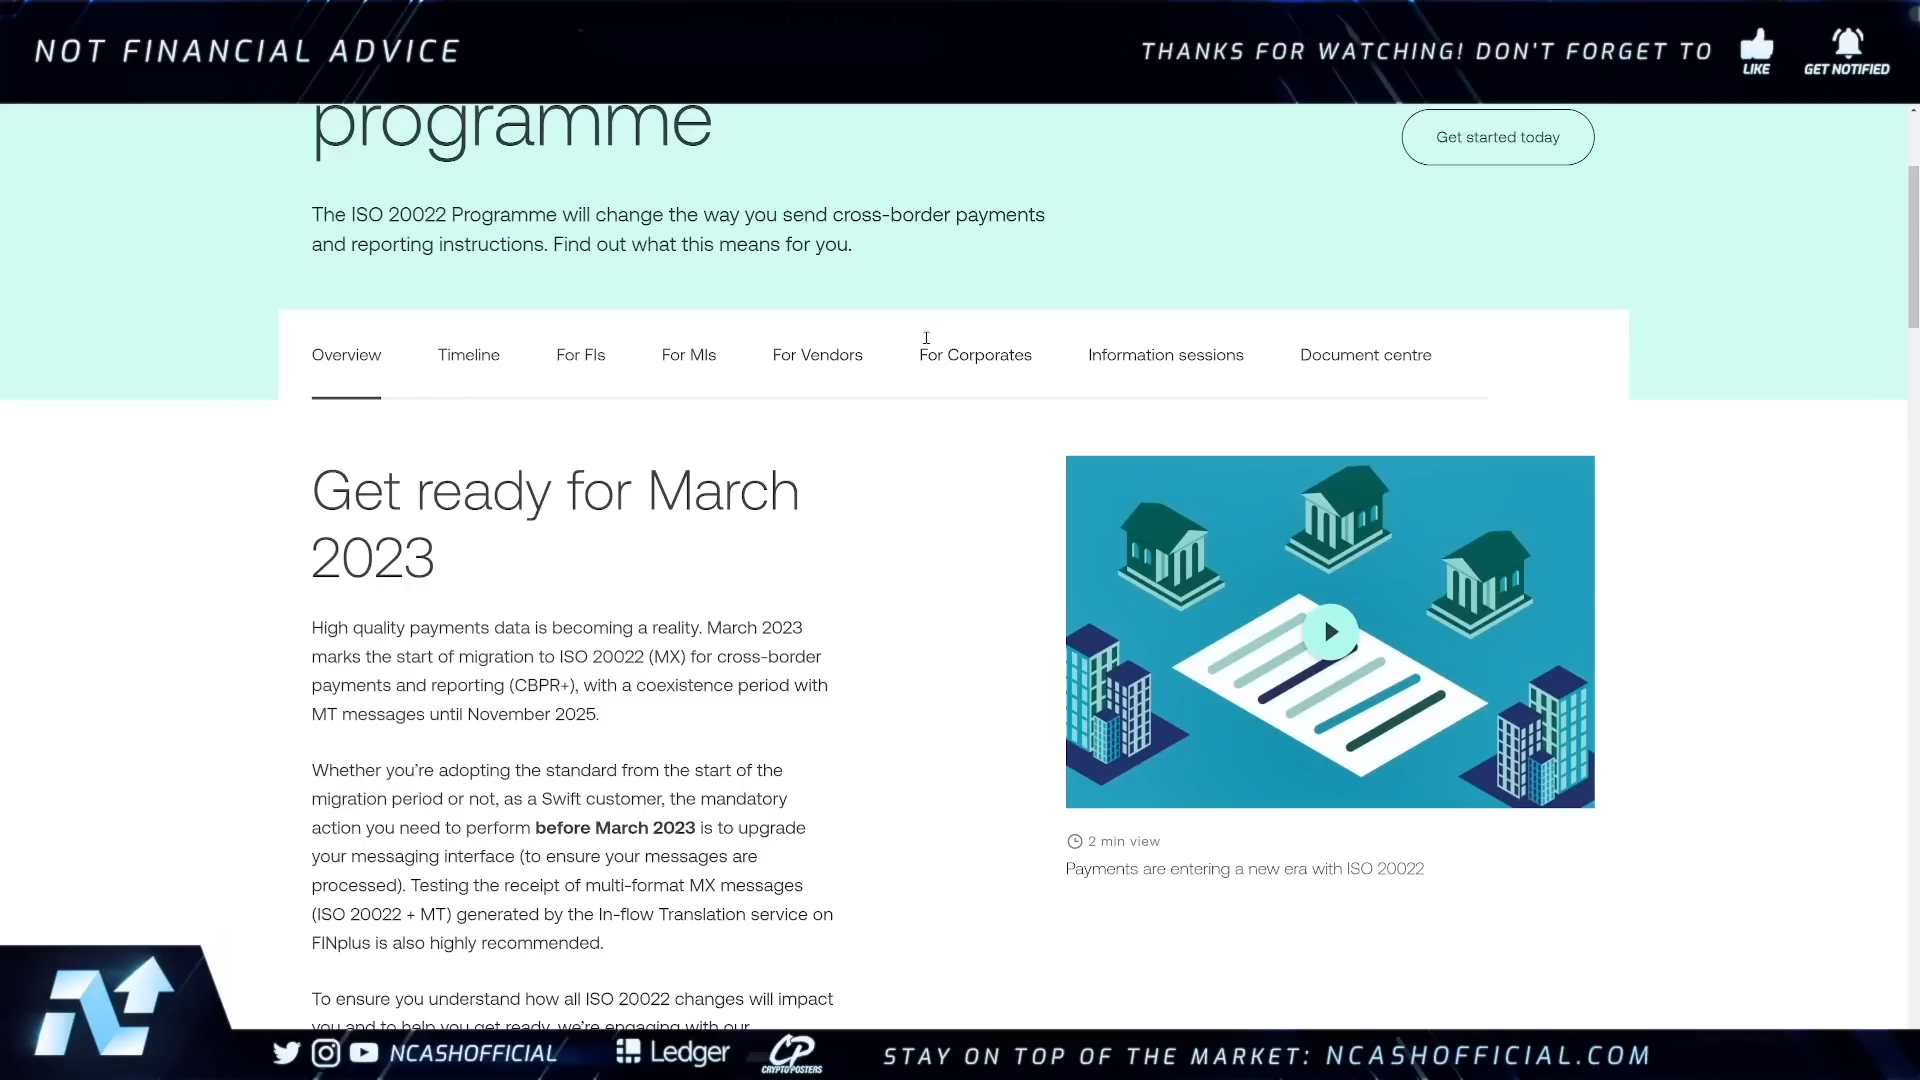 NOT FINANCIAL ADVICE
THANKS FOR WATCHING! DON'T FORGET TO
LIKE
GET NOTIFIED
programme
Get started today
The ISO 20022 Programme will change the way you send cross-border payments
and reporting instructions. Find out what this means for you.
Overview
Timeline
For FIs
For MIs
For Vendors
For Corporates
Information sessions
Document centre
Get ready for March
2023
High quality payments data is becoming a reality. March 2023
marks the start of migration to ISO 20022 (MX) for cross-border
payments and reporting (CBPR+), with a coexistence period with
MT messages until November 2025.
Whether you're adopting the standard from the start of the
migration period or not, as a Swift customer, the mandatory
action you need to perform before March 2023 is to upgrade
your messaging interface (to ensure your messages are
processed). Testing the receipt of multi-format MX messages
(ISO 20022 + MT) generated by the In-flow Translation service on
FINplus is also highly recommended.
To ensure you understand how all ISO 20022 changes will impact
you and to help you get ready, we're engaging with our
2 min view
Payments are entering a new era with ISO 20022
NCASHOFFICIAL
Ledger
CP
CRYPTOPOSTERS
STAY ON TOP OF THE MARKET: NCASHOFFICIAL.COM